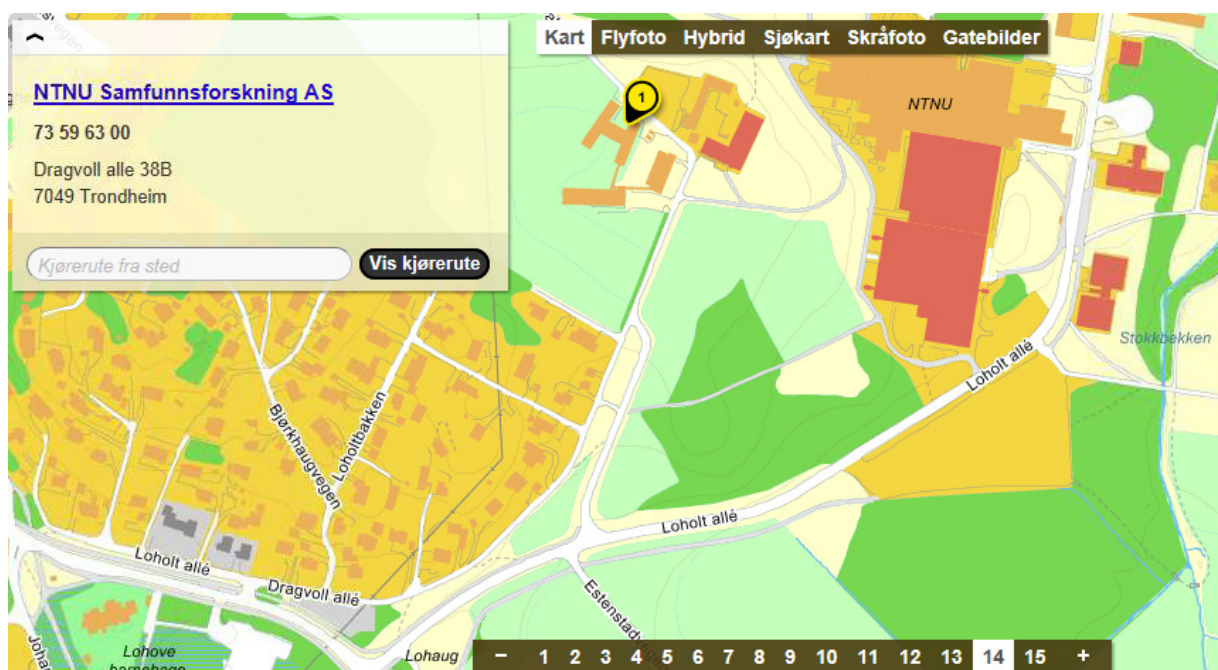 Kart Flyfoto Hybrid Sjøkart Skråfoto Gatebilder
NTNU Samfunnsforskning AS
73 59 63 00
Dragvoll alle 38B
7049 Trondheim
Kjørerute fra sted
Vis kjørerute
1
NTNU
Stokkbekken
Loholt allé
Bjørkhaugvegen
Loholtbakken
Loholt allé
Loholt allé
Dragvoll allé
Lohove
barnehage
Lohaug
- 1 2 3 4 5 6 7 8 9 10 11 12 13 14 15 +